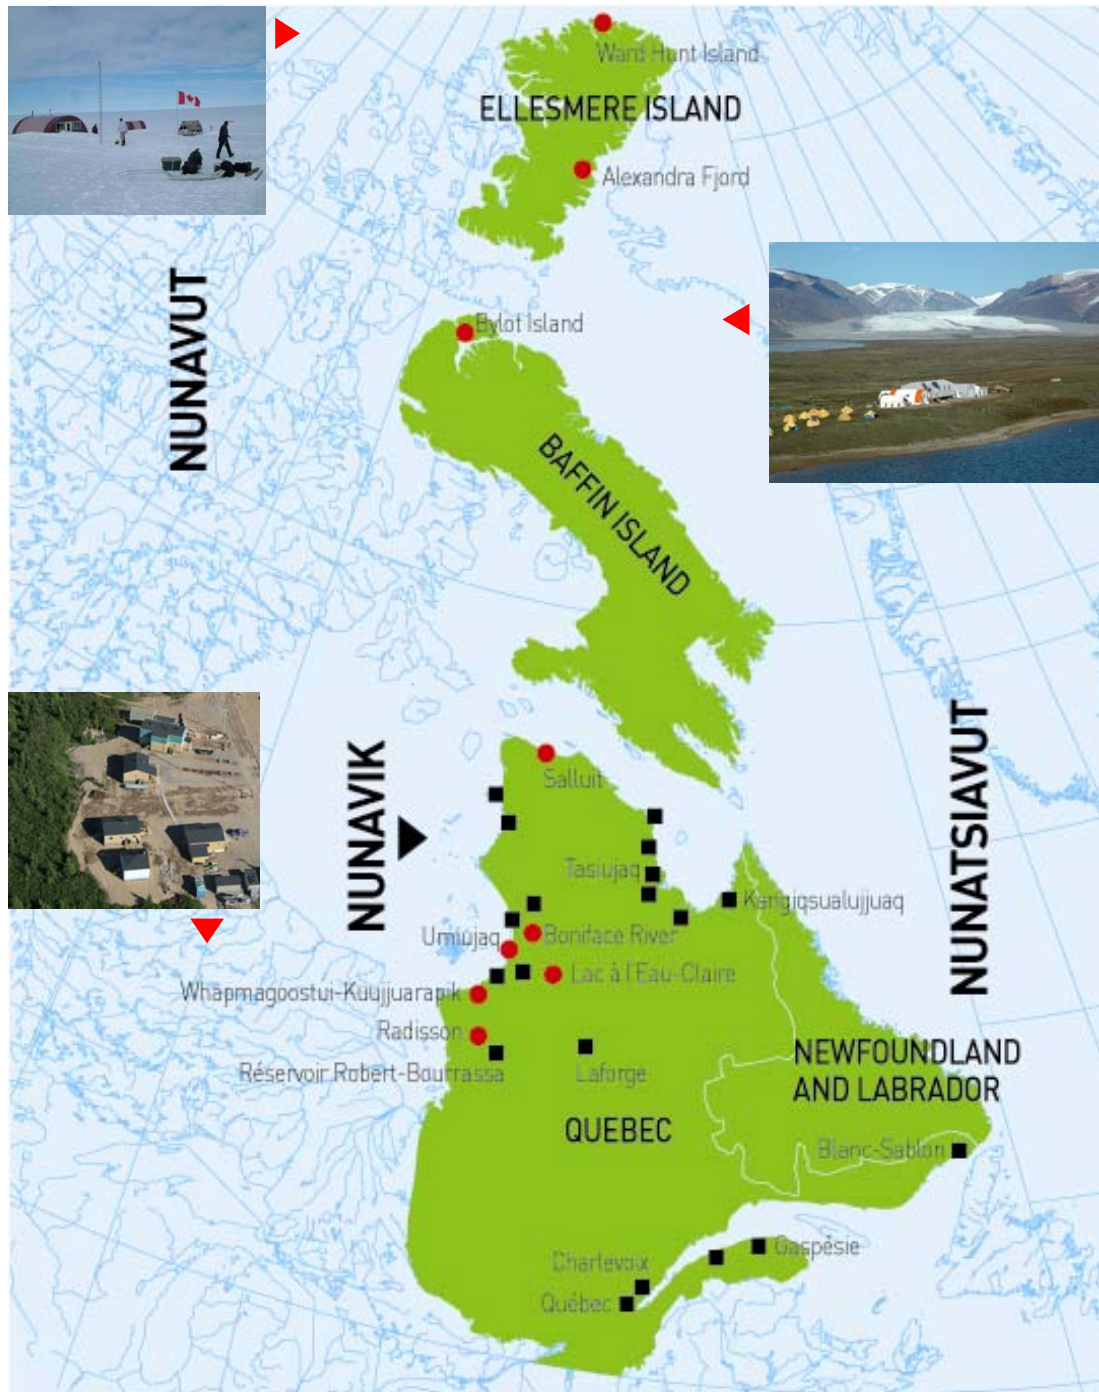 Ward Hunt Island
ELLESMERE ISLAND
Alexandra Fjord
NUNAVUT
Bylot Island
BAFFIN ISLAND
NUNAVIK
NUNATSIAVUT
Salluit
Tasiujaq
Kangiqsualujjuaq
Umiujaq
Boniface River
Lac à l'Eau-Claire
Whapmagoostui-Kuujjuarapik
Radisson
Réservoir Robert-Bourrassa
Laforge
NEWFOUNDLAND
AND LABRADOR
QUEBEC
Blanc-Sablon
Gaspésie
Charlevoix
Québec